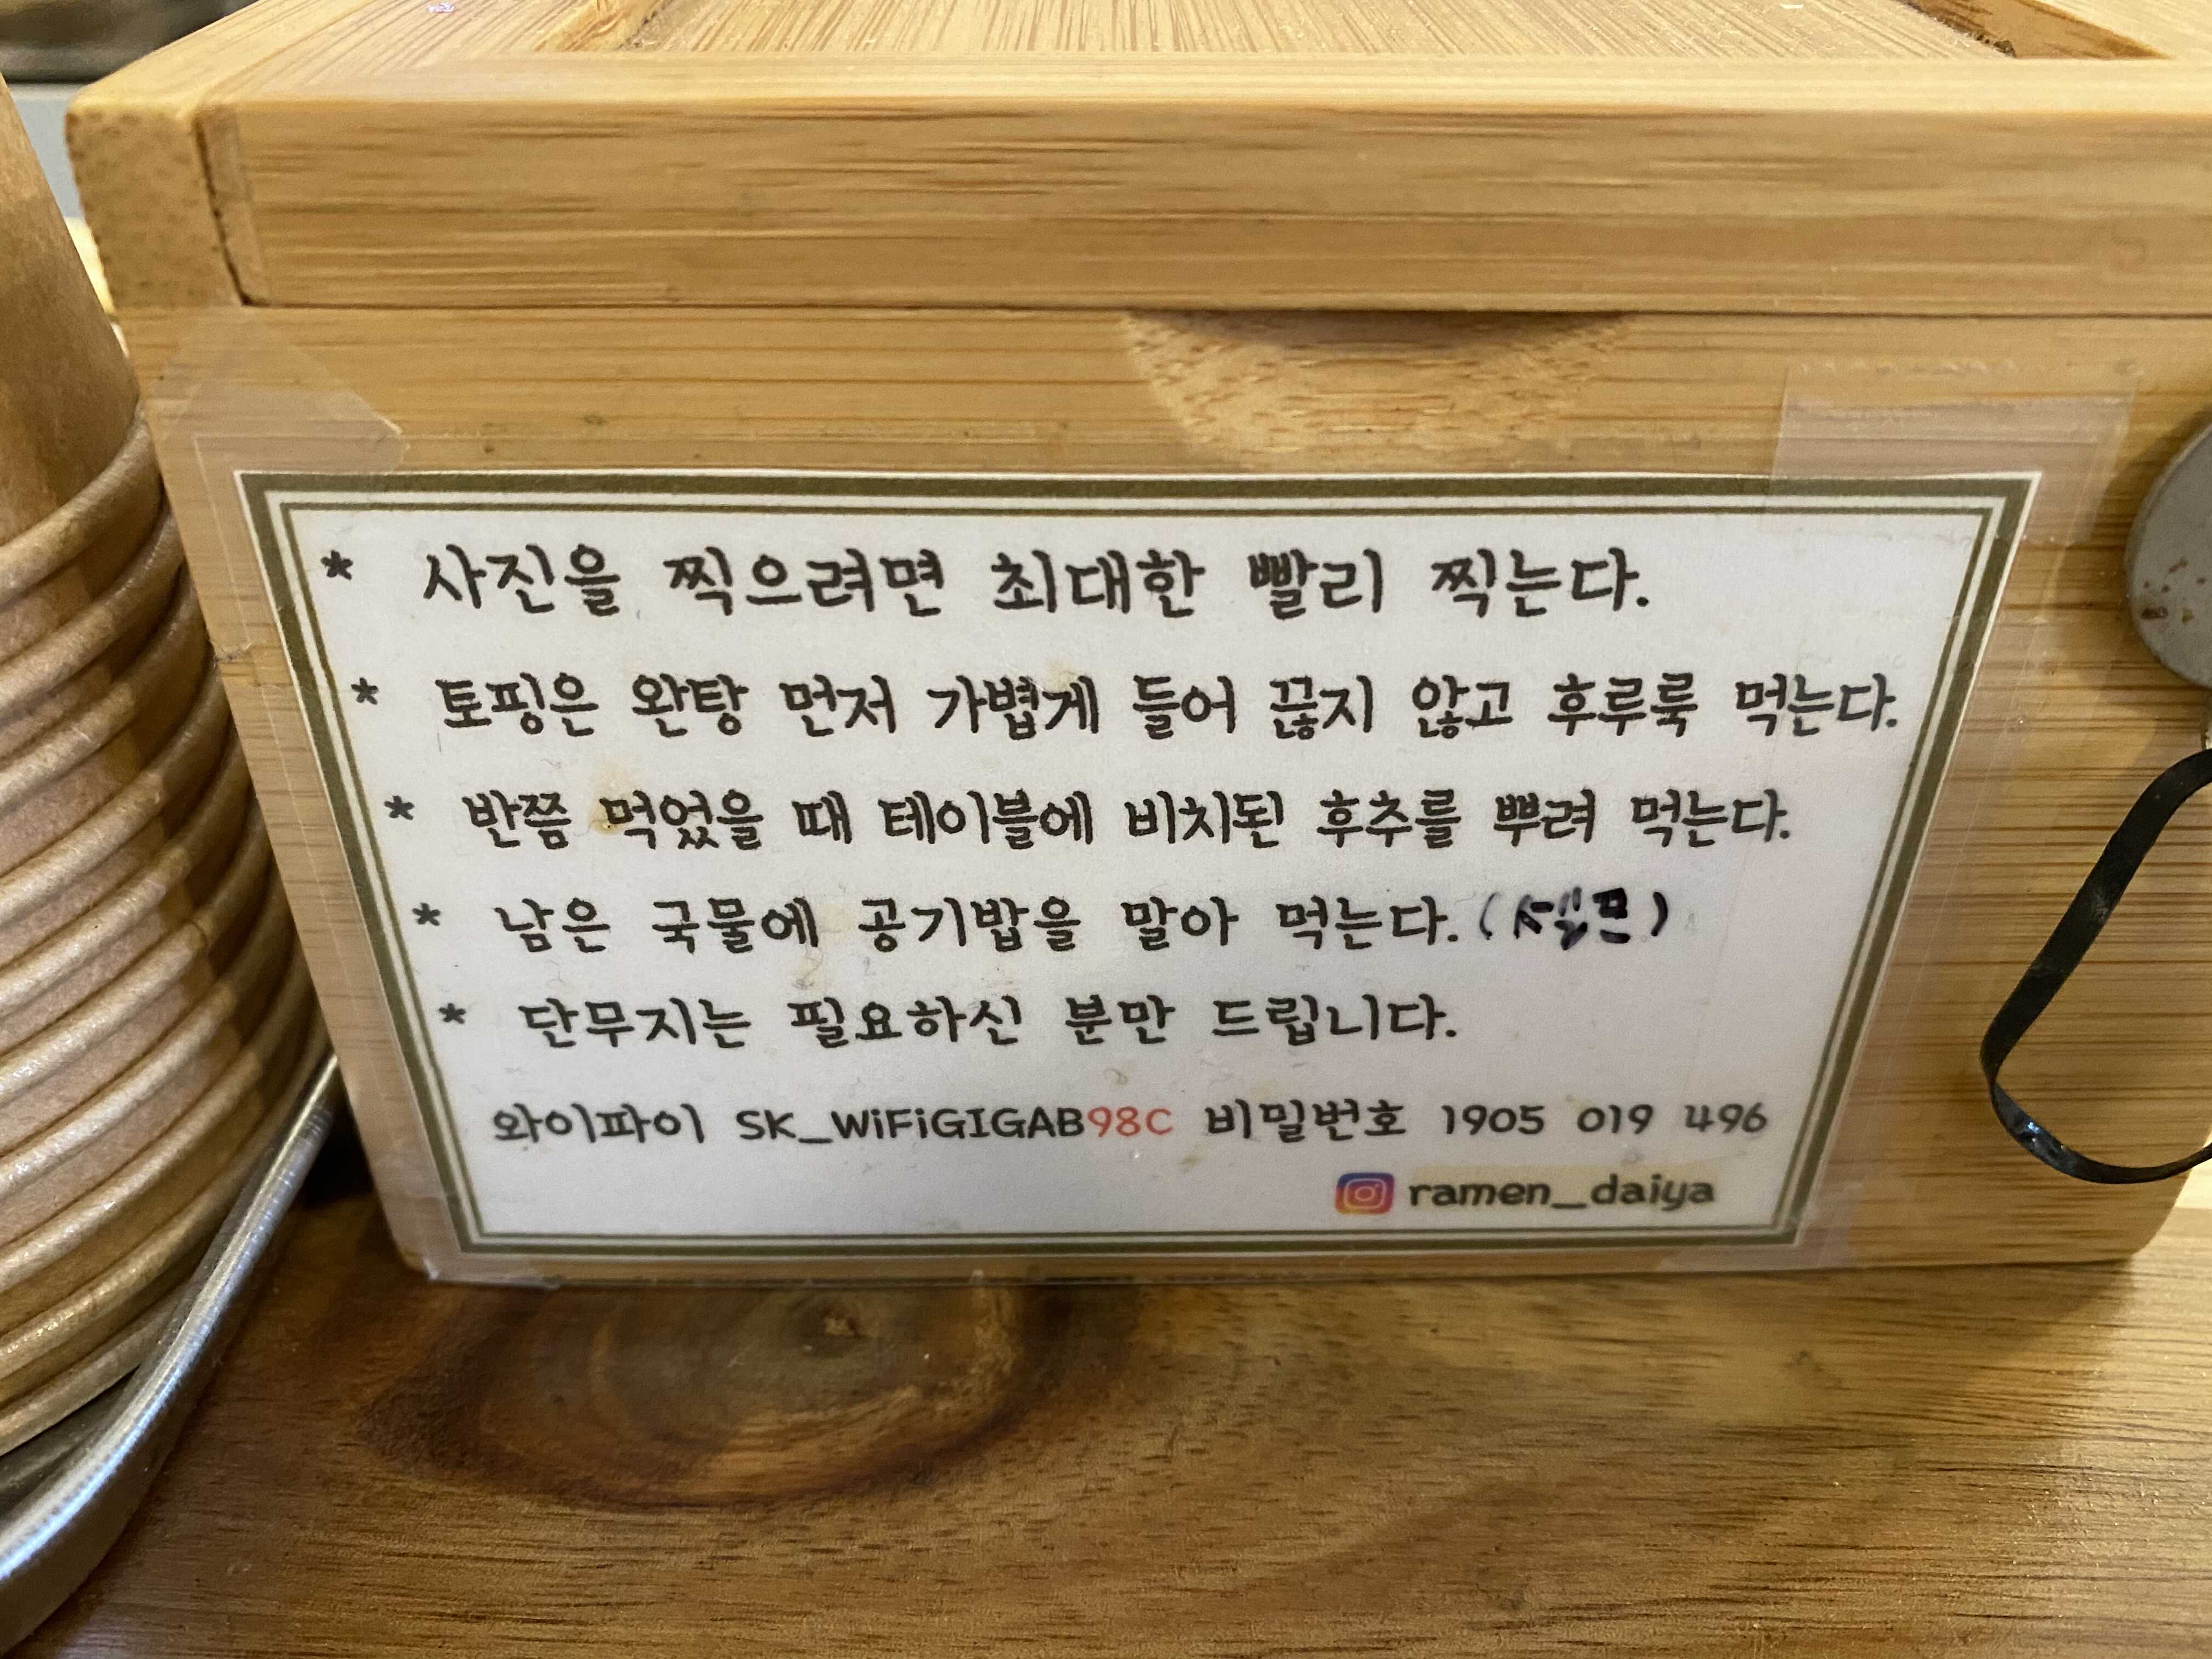 * 사진을 찍으려면 최대한 빨리 찍는다.
* 토핑은 완탕 먼저 가볍게 들어 끊지 않고 후루룩 먹는다.
* 반쯤 먹었을 때 테이블에 비치된 후추를 뿌려 먹는다.
* 남은 국물에 공기밥을 말아 먹는다. (셀프)
* 단무지는 필요하신 분만 드립니다.
와이파이 SK_WiFiGIGAB98C 비밀번호 1905 019 496
ramen_daiya